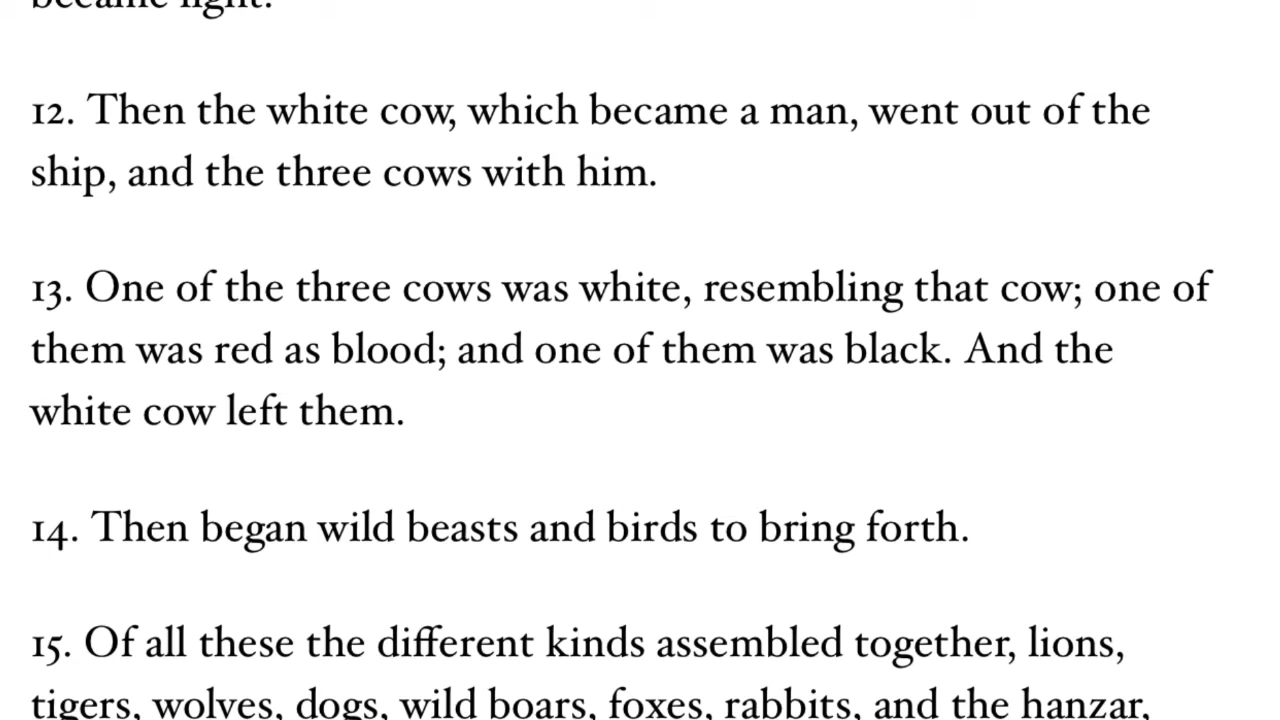 became light.
12. Then the white cow, which became a man, went out of the
ship, and the three cows with him.
13. One of the three cows was white, resembling that cow; one of
them was red as blood; and one of them was black. And the
white cow left them.
14. Then began wild beasts and birds to bring forth.
15. Of all these the different kinds assembled together, lions,
tigers, wolves, dogs, wild boars, foxes, rabbits, and the hanzar,